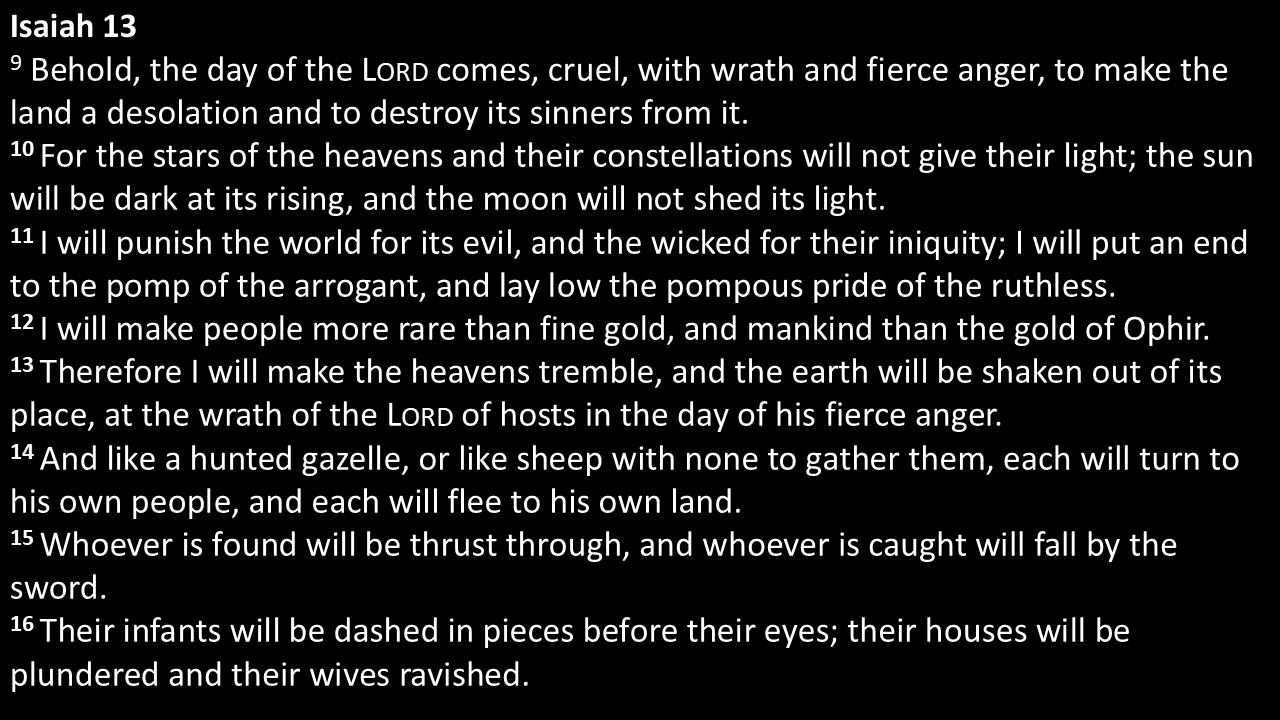 Isaiah 13
9 Behold, the day of the LORD comes, cruel, with wrath and fierce anger, to make the
land a desolation and to destroy its sinners from it.
10 For the stars of the heavens and their constellations will not give their light; the sun
will be dark at its rising, and the moon will not shed its light.
11 I will punish the world for its evil, and the wicked for their iniquity; I will put an end
to the pomp of the arrogant, and lay low the pompous pride of the ruthless.
12 I will make people more rare than fine gold, and mankind than the gold of Ophir.
13 Therefore I will make the heavens tremble, and the earth will be shaken out of its
place, at the wrath of the LORD of hosts in the day of his fierce anger.
14 And like a hunted gazelle, or like sheep with none to gather them, each will turn to
his own people, and each will flee to his own land.
15 Whoever is found will be thrust through, and whoever is caught will fall by the
sword.
16 Their infants will be dashed in pieces before their eyes; their houses will be
plundered and their wives ravished.